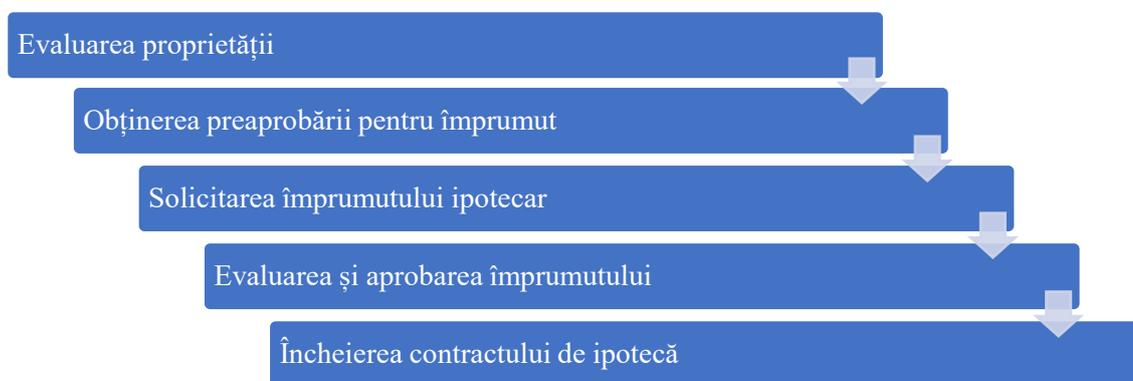 Evaluarea proprietății
Obținerea preaprobării pentru împrumut
Solicitarea împrumutului ipotecar
Evaluarea și aprobarea împrumutului
Încheierea contractului de ipotecă